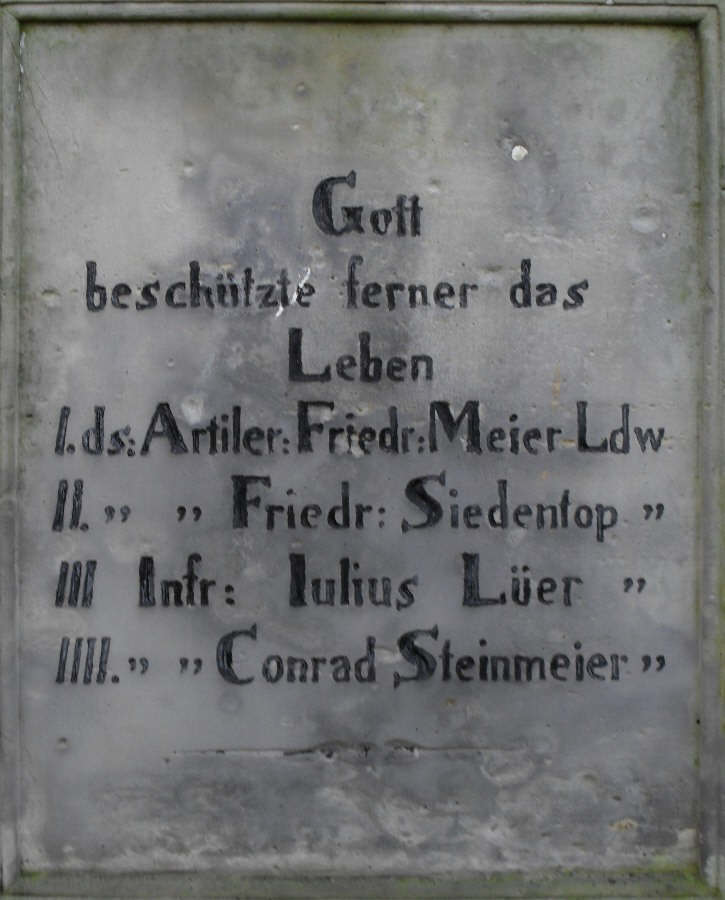 Gott
beschützte ferner das
Leben
I. ds: Artiler: Friedr: Meier Ldw
II. „ „ Friedr: Siedentop „
III Infr: Iulius Lüer „
IIII. „ „ Conrad Steinmeier „